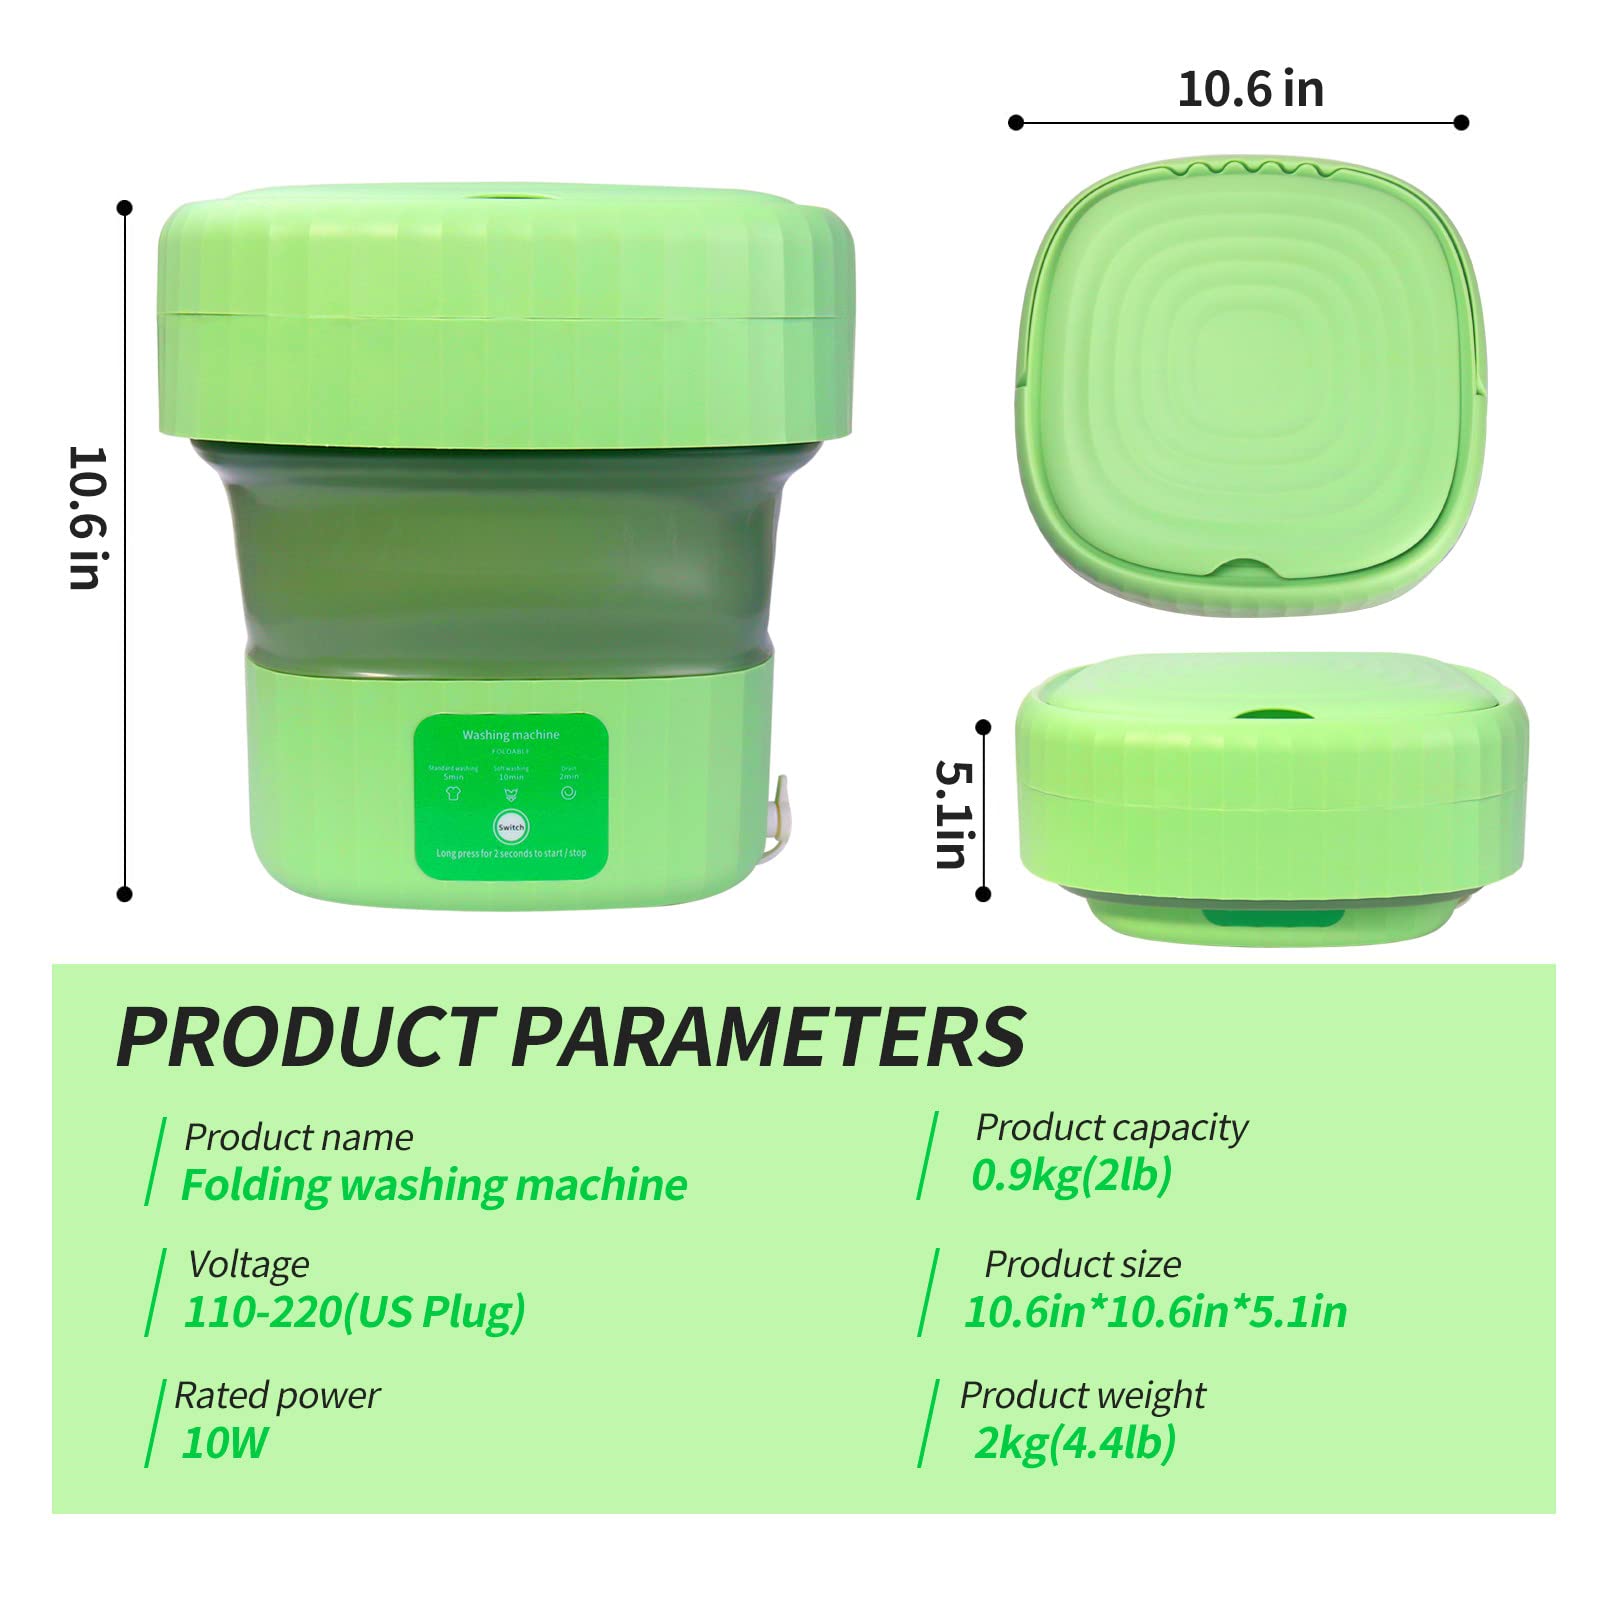 10.6 in
10.6 in
Washing machine
FOLDABLE
Standard washing
5min
Soft washing
10min
Drain
2min
Switch
Long press for 2 seconds to start / stop
5.1in
PRODUCT PARAMETERS
Product name
Folding washing machine
Voltage
110-220(US Plug)
Rated power
10W
Product capacity
0.9kg(2lb)
Product size
10.6in*10.6in*5.1in
Product weight
2kg(4.4lb)